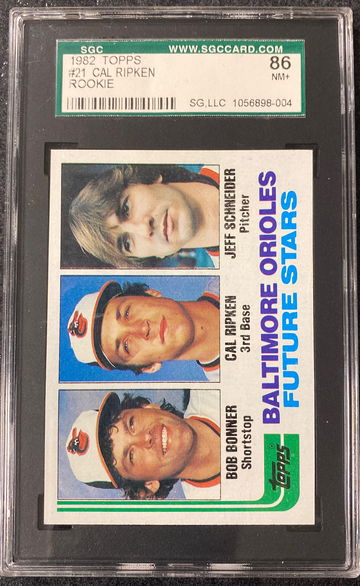 SGC
WWW.SGCCARD.COM
1982 TOPPS
#21 CAL RIPKEN
ROOKIE
86
NM+
SG,LLC 1056898-004
BOB BONNER
Shortstop
CAL RIPKEN
3rd Base
JEFF SCHNEIDER
Pitcher
Topps
BALTIMORE ORIOLES
FUTURE STARS